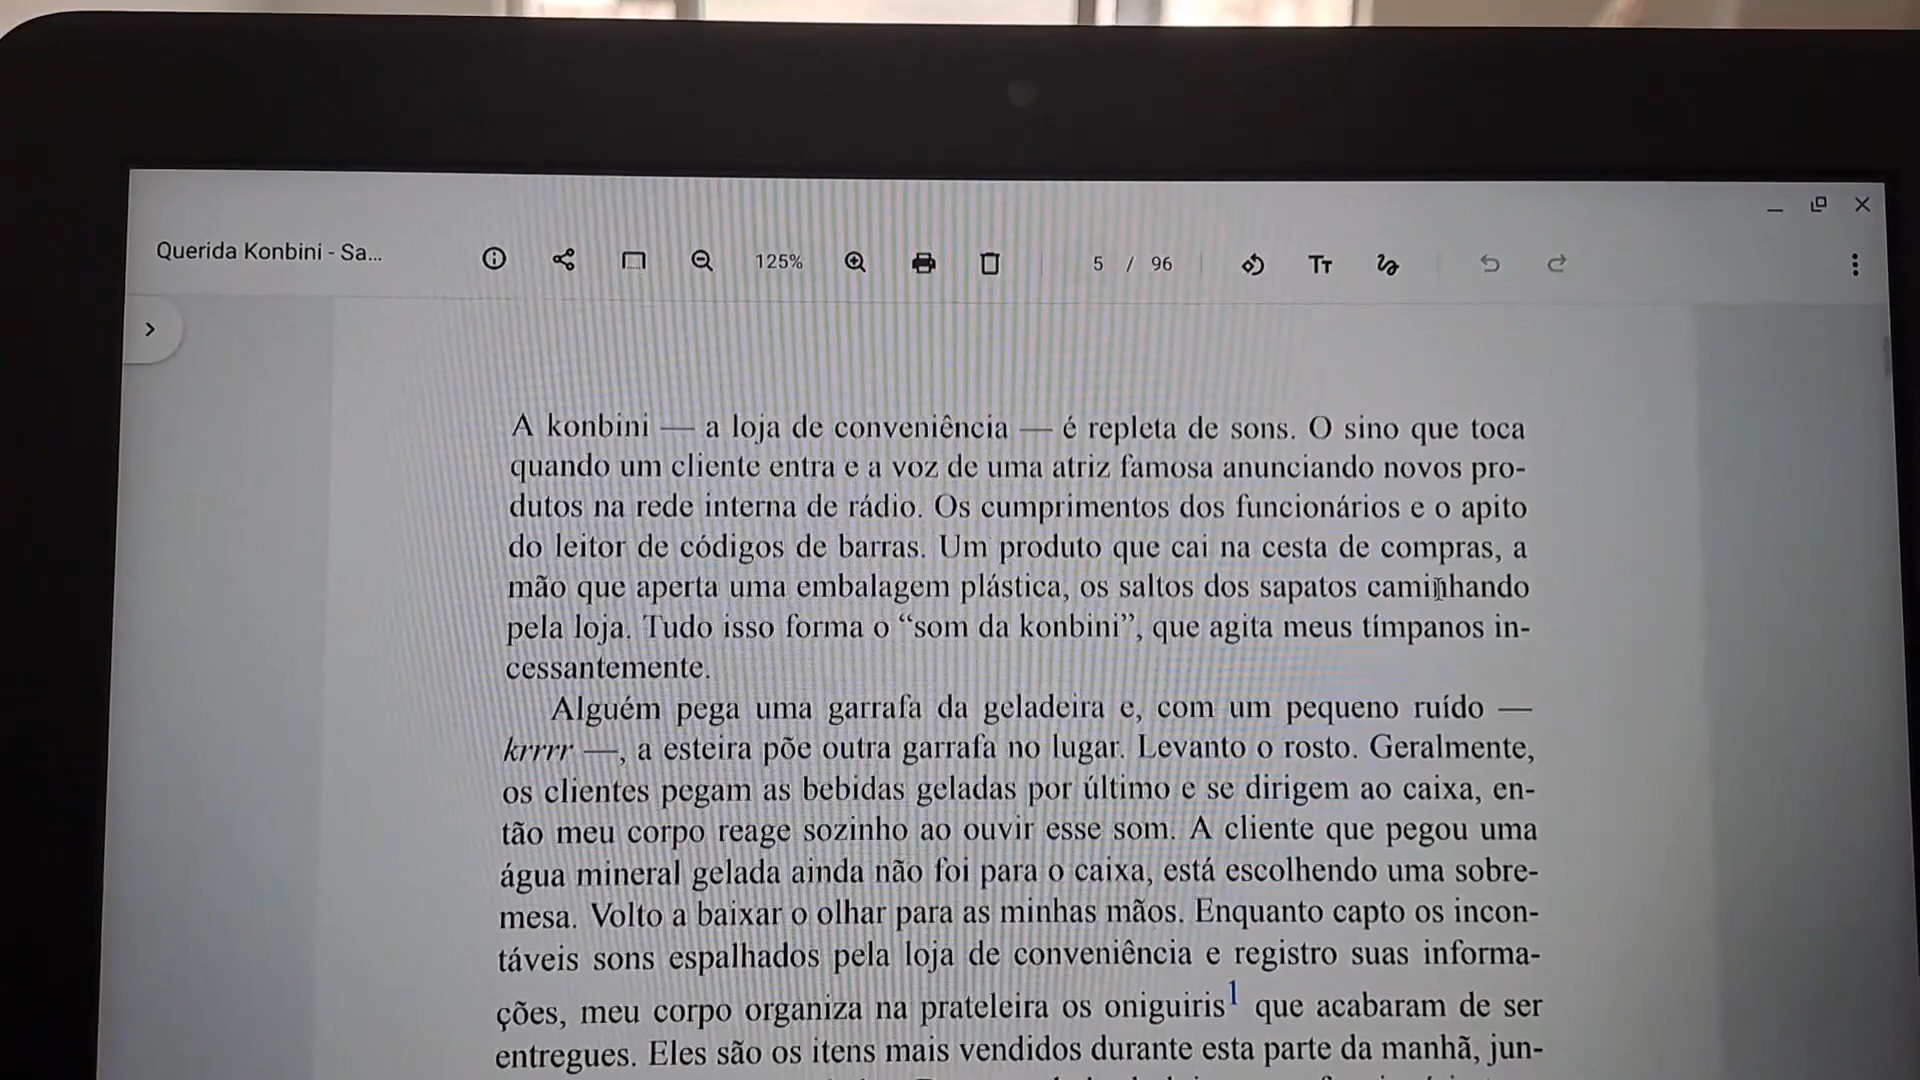 Querida Konbini - Sa...
125%
5 / 96
A konbini — a loja de conveniência — é repleta de sons. O sino que toca
quando um cliente entra e a voz de uma atriz famosa anunciando novos pro-
dutos na rede interna de rádio. Os cumprimentos dos funcionários e o apito
do leitor de códigos de barras. Um produto que cai na cesta de compras, a
mão que aperta uma embalagem plástica, os saltos dos sapatos caminhando
pela loja. Tudo isso forma o “som da konbini”, que agita meus tímpanos in-
cessantemente.
Alguém pega uma garrafa da geladeira e, com um pequeno ruído —
krrrr —, a esteira põe outra garrafa no lugar. Levanto o rosto. Geralmente,
os clientes pegam as bebidas geladas por último e se dirigem ao caixa, en-
tão meu corpo reage sozinho ao ouvir esse som. A cliente que pegou uma
água mineral gelada ainda não foi para o caixa, está escolhendo uma sobre-
mesa. Volto a baixar o olhar para as minhas mãos. Enquanto capto os incon-
táveis sons espalhados pela loja de conveniência e registro suas informa-
ções, meu corpo organiza na prateleira os oniguiris1 que acabaram de ser
entregues. Eles são os itens mais vendidos durante esta parte da manhã, jun-